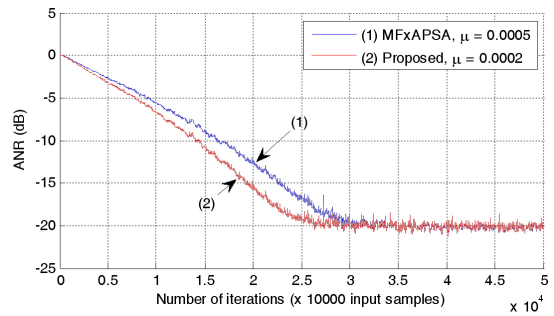 (1) MFxAPSA, μ = 0.0005
(2) Proposed, μ = 0.0002
5
0
-5
-10
-15
-20
-25
ANR (dB)
(1)
(2)
0 0.5 1 1.5 2 2.5 3 3.5 4 4.5 5
Number of iterations (x 10000 input samples)
x 10^4